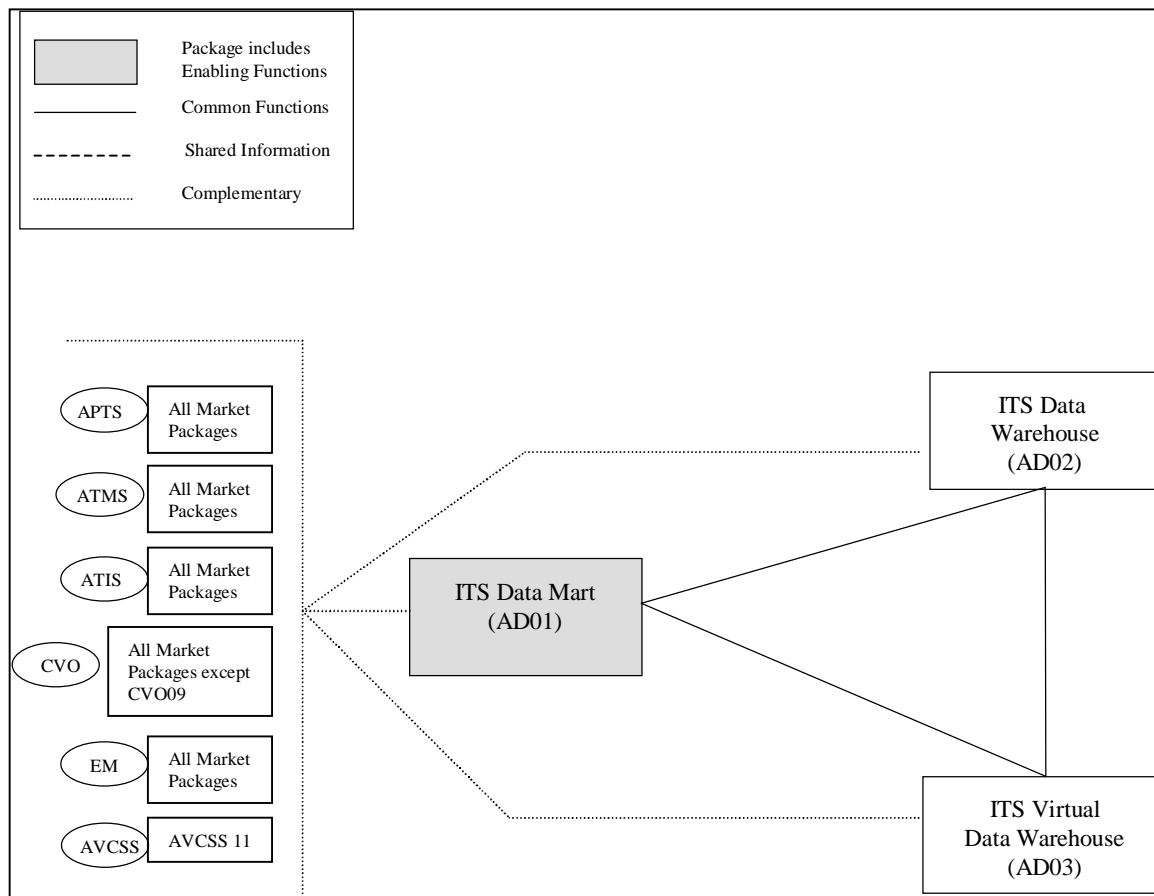 Package includes
Enabling Functions
Common Functions
Shared Information
Complementary
APTS
All Market
Packages
ATMS
All Market
Packages
ATIS
All Market
Packages
CVO
All Market
Packages except
CVO09
EM
All Market
Packages
AVCSS
AVCSS 11
ITS Data Mart
(AD01)
ITS Data
Warehouse
(AD02)
ITS Virtual
Data Warehouse
(AD03)